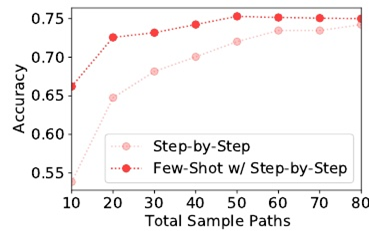 0.75
0.70
0.65
0.60
0.55
Accuracy
Step-by-Step
Few-Shot w/ Step-by-Step
10 20 30 40 50 60 70 80
Total Sample Paths